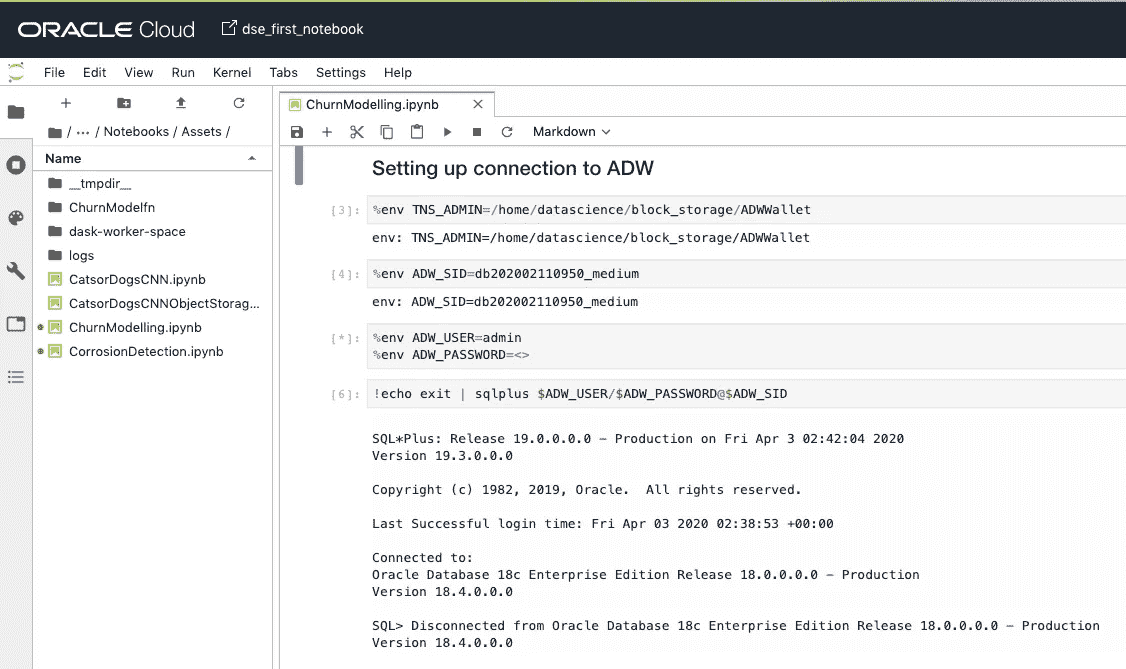 ORACLE Cloud dse_first_notebook
File Edit View Run Kernel Tabs Settings Help
ChurnModelling.ipynb
/ ··· / Notebooks / Assets /
Markdown
Name
__tmpdir__
ChurnModelfn
dask-worker-space
logs
CatsorDogsCNN.ipynb
CatsorDogsCNNObjectStorag...
ChurnModelling.ipynb
CorrosionDetection.ipynb
Setting up connection to ADW
[3]: %env TNS_ADMIN=/home/datascience/block_storage/ADWWallet
env: TNS_ADMIN=/home/datascience/block_storage/ADWWallet
[4]: %env ADW_SID=db202002110950_medium
env: ADW_SID=db202002110950_medium
[*]: %env ADW_USER=admin
%env ADW_PASSWORD=<>
[6]: !echo exit | sqlplus $ADW_USER/$ADW_PASSWORD@$ADW_SID
SQL*Plus: Release 19.0.0.0.0 – Production on Fri Apr 3 02:42:04 2020
Version 19.3.0.0.0
Copyright (c) 1982, 2019, Oracle.  All rights reserved.
Last Successful login time: Fri Apr 03 2020 02:38:53 +00:00
Connected to:
Oracle Database 18c Enterprise Edition Release 18.0.0.0.0 – Production
Version 18.4.0.0.0
SQL> Disconnected from Oracle Database 18c Enterprise Edition Release 18.0.0.0.0 – Production
Version 18.4.0.0.0